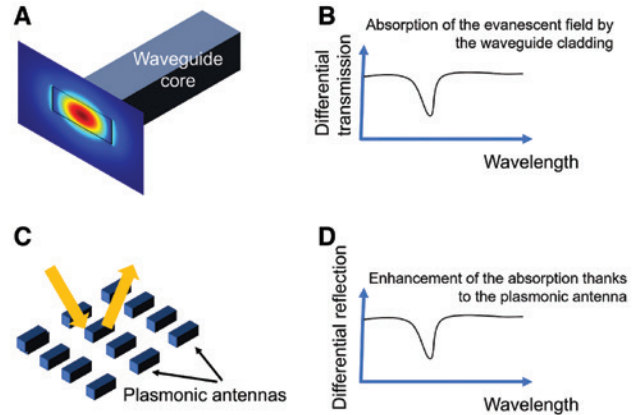 A
Waveguide
core
B
Absorption of the evanescent field by
the waveguide cladding
Differential
transmission
Wavelength
C
Plasmonic antennas
D
Enhancement of the absorption thanks
to the plasmonic antenna
Differential reflection
Wavelength